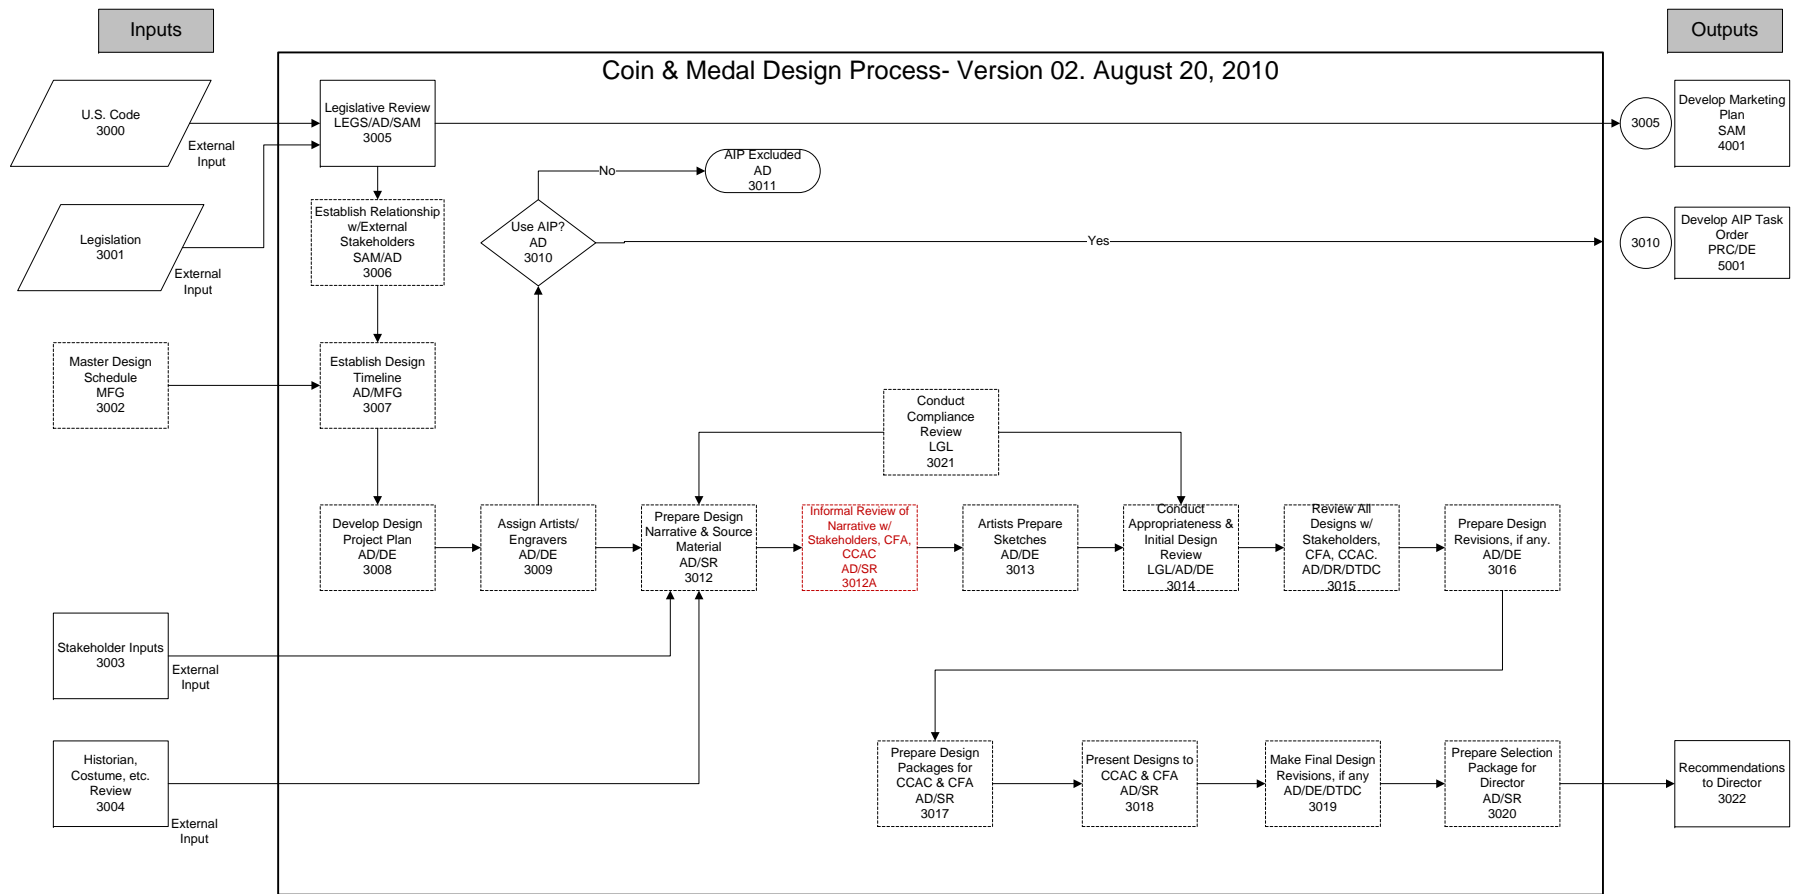 Inputs
Outputs
Coin & Medal Design Process- Version 02. August 20, 2010
U.S. Code
3000
External
Input
Legislative Review
LEGS/AD/SAM
3005
3005
Develop Marketing
Plan
SAM
4001
AIP Excluded
AD
3011
No
Legislation
3001
External
Input
Establish Relationship
w/External
Stakeholders
SAM/AD
3006
Use AIP?
AD
3010
Yes
3010
Develop AIP Task
Order
PRC/DE
5001
Master Design
Schedule
MFG
3002
Establish Design
Timeline
AD/MFG
3007
Conduct
Compliance
Review
LGL
3021
Develop Design
Project Plan
AD/DE
3008
Assign Artists/
Engravers
AD/DE
3009
Prepare Design
Narrative & Source
Material
AD/SR
3012
Informal Review of
Narrative w/
Stakeholders, CFA,
CCAC
AD/SR
3012A
Artists Prepare
Sketches
AD/DE
3013
Conduct
Appropriateness &
Initial Design
Review
LGL/AD/DE
3014
Review All
Designs w/
Stakeholders,
CFA, CCAC.
AD/DR/DTDC
3015
Prepare Design
Revisions, if any.
AD/DE
3016
Stakeholder Inputs
3003
External
Input
Historian,
Costume, etc.
Review
3004
External
Input
Prepare Design
Packages for
CCAC & CFA
AD/SR
3017
Present Designs to
CCAC & CFA
AD/SR
3018
Make Final Design
Revisions, if any
AD/DE/DTDC
3019
Prepare Selection
Package for
Director
AD/SR
3020
Recommendations
to Director
3022